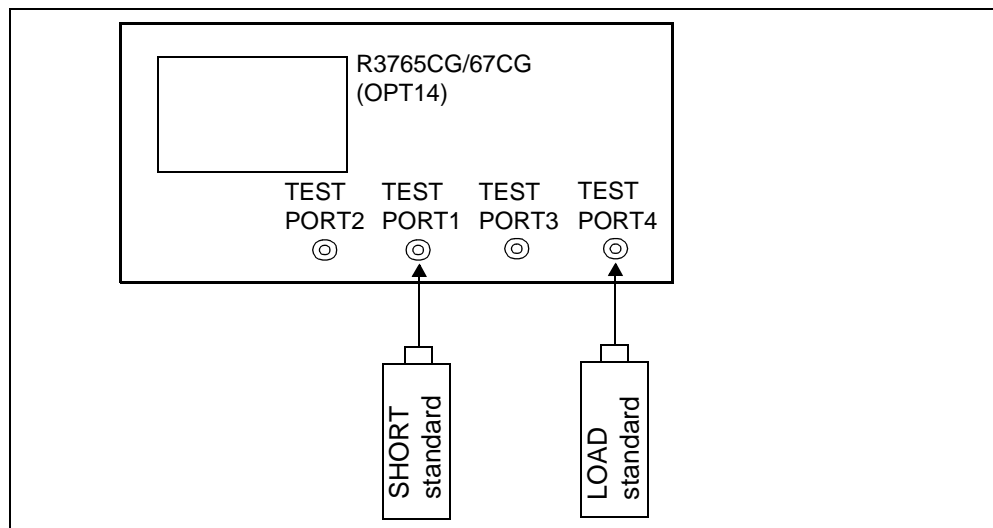 R3765CG/67CG
(OPT14)
TEST TEST TEST TEST
PORT2 PORT1 PORT3 PORT4
SHORT
standard
LOAD
standard